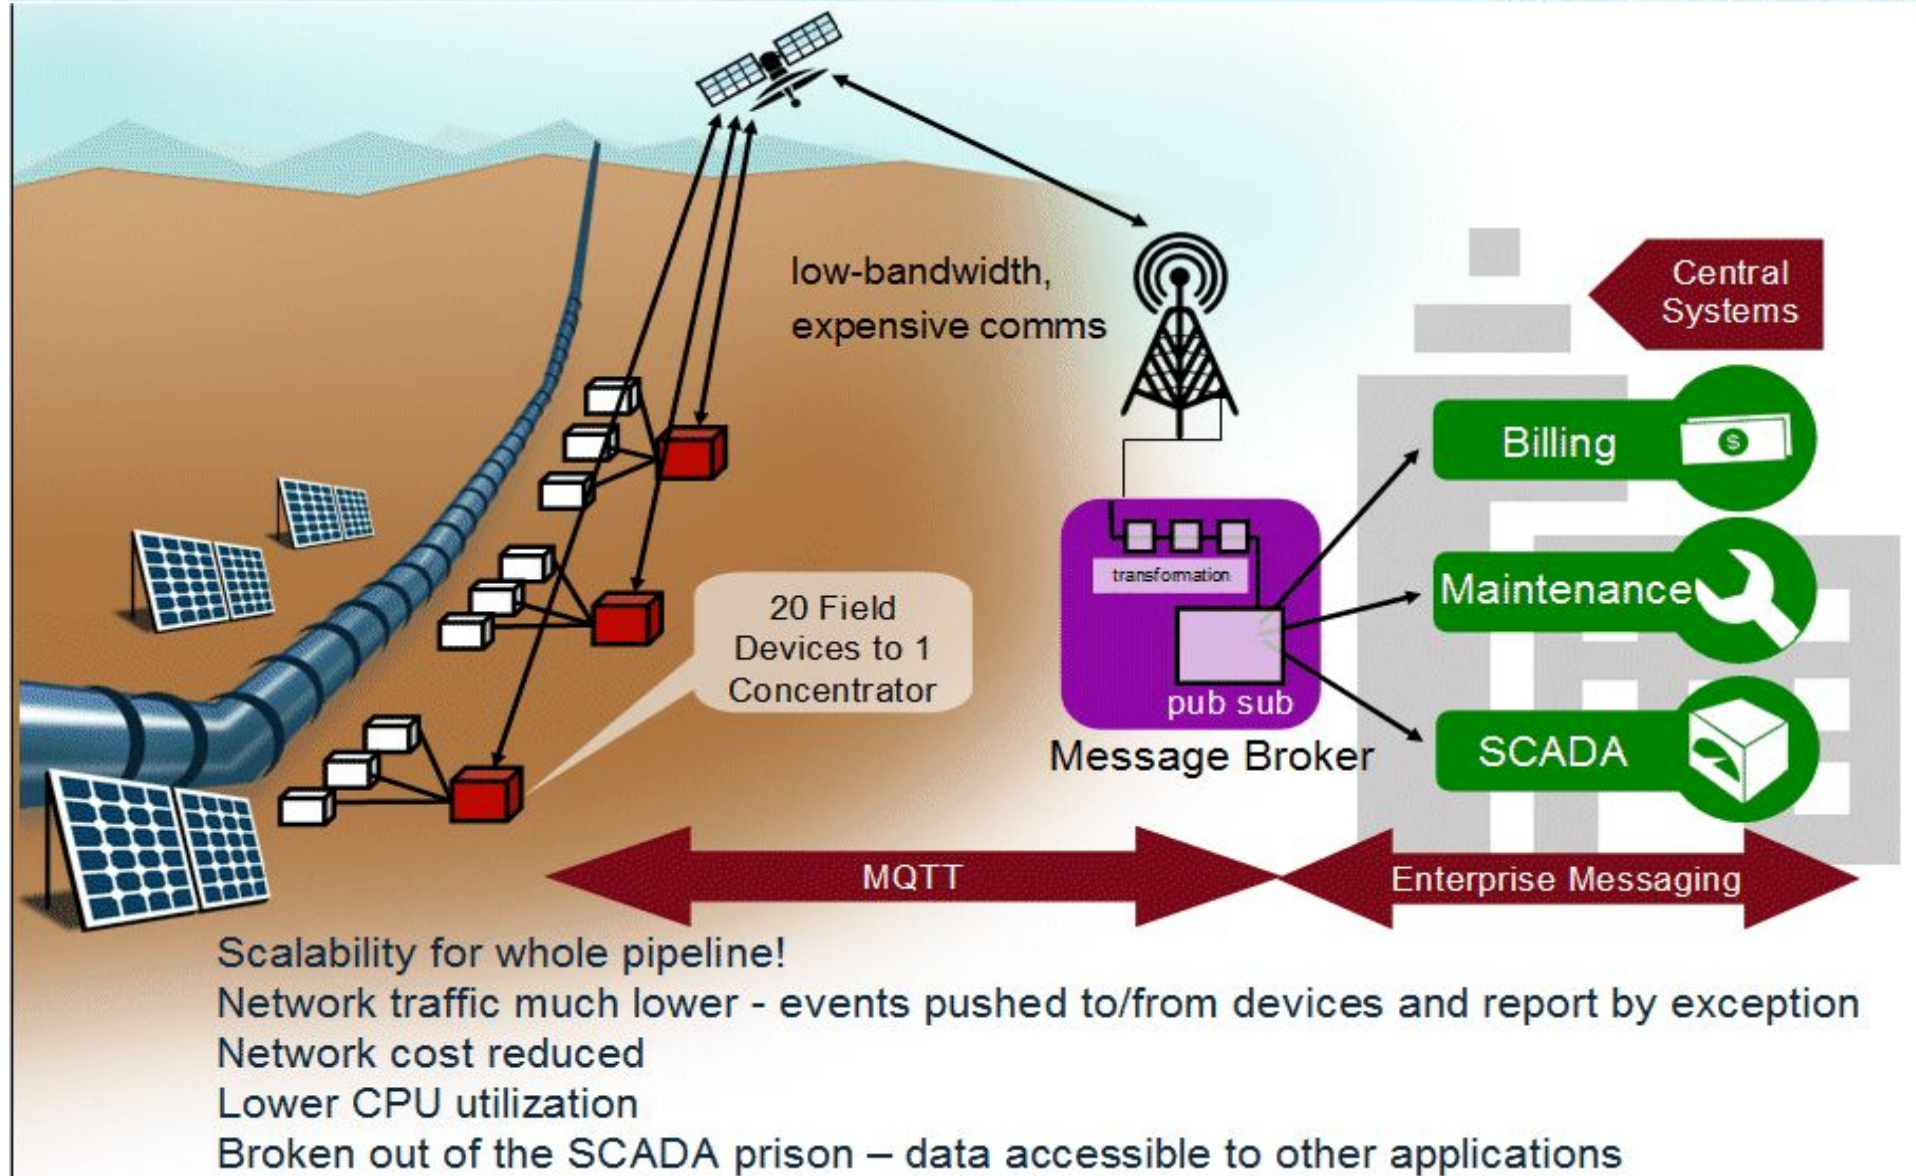 low-bandwidth,
expensive comms
Central
Systems
Billing
$
Maintenance
SCADA
transformation
pub sub
Message Broker
20 Field
Devices to 1
Concentrator
MQTT
Enterprise Messaging
Scalability for whole pipeline!
Network traffic much lower - events pushed to/from devices and report by exception
Network cost reduced
Lower CPU utilization
Broken out of the SCADA prison – data accessible to other applications